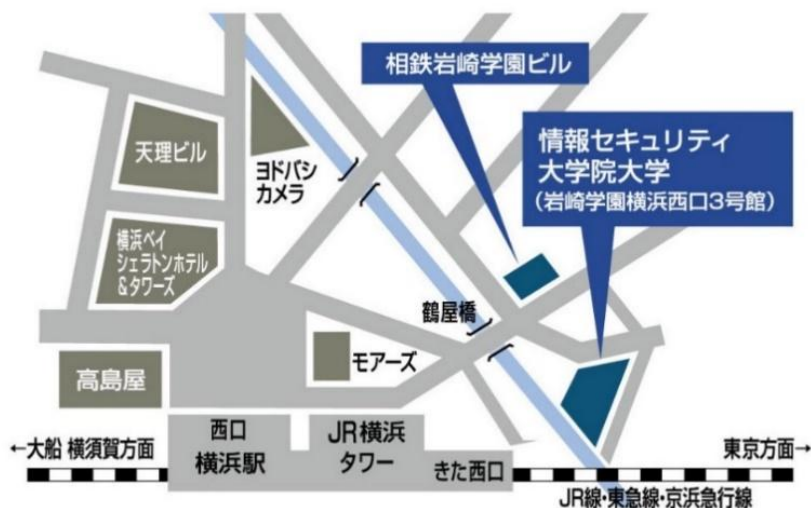 相鉄岩崎学園ビル
情報セキュリティ
大学院大学
(岩崎学園横浜西口3号館)
天理ビル
ヨドバシ
カメラ
横浜ベイ
シェラトンホテル
&タワーズ
鶴屋橋
モアーズ
高島屋
西口
横浜駅
JR横浜
タワー
きた西口
←大船 横須賀方面
東京方面→
JR線・東急線・京浜急行線